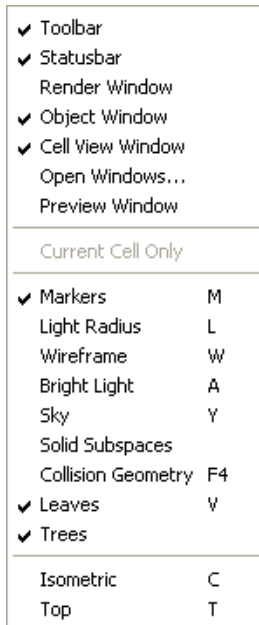 Toolbar
Statusbar
Render Window
Object Window
Cell View Window
Open Windows...
Preview Window
Current Cell Only
Markers M
Light Radius L
Wireframe W
Bright Light A
Sky Y
Solid Subspaces
Collision Geometry F4
Leaves V
Trees
Isometric C
Top T